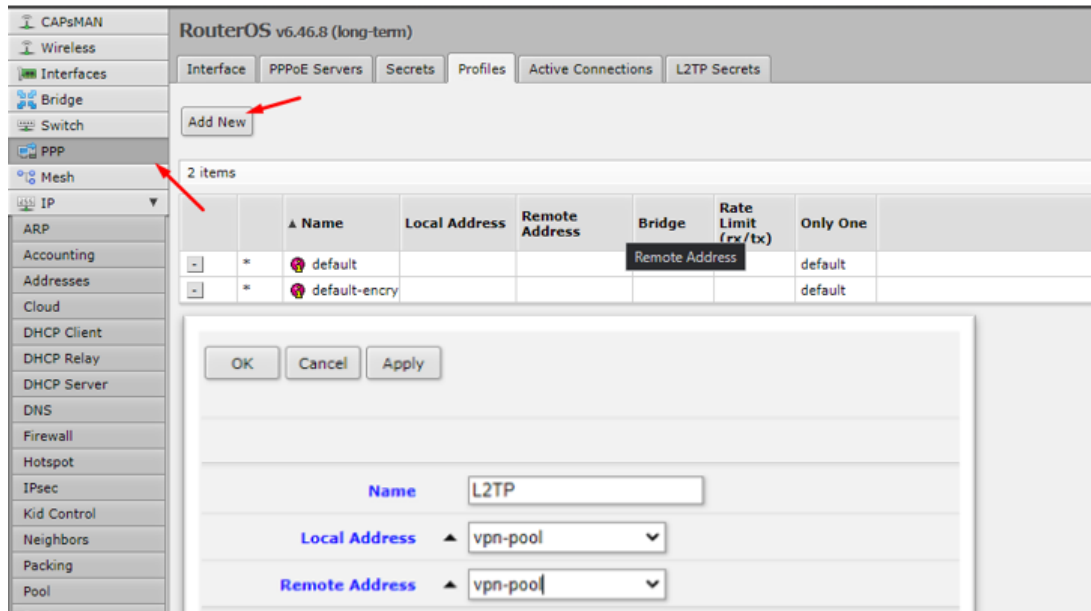 CAPsMAN
Wireless
Interfaces
Bridge
Switch
PPP
Mesh
IP
ARP
Accounting
Addresses
Cloud
DHCP Client
DHCP Relay
DHCP Server
DNS
Firewall
Hotspot
IPsec
Kid Control
Neighbors
Packing
Pool
RouterOS v6.46.8 (long-term)
Interface PPPoE Servers Secrets Profiles Active Connections L2TP Secrets
Add New
2 items
▲ Name Local Address Remote Address Bridge Rate Limit (rx/tx) Only One
Remote Address
- * default default
- * default-encry default
OK Cancel Apply
Name L2TP
Local Address vpn-pool
Remote Address vpn-pool